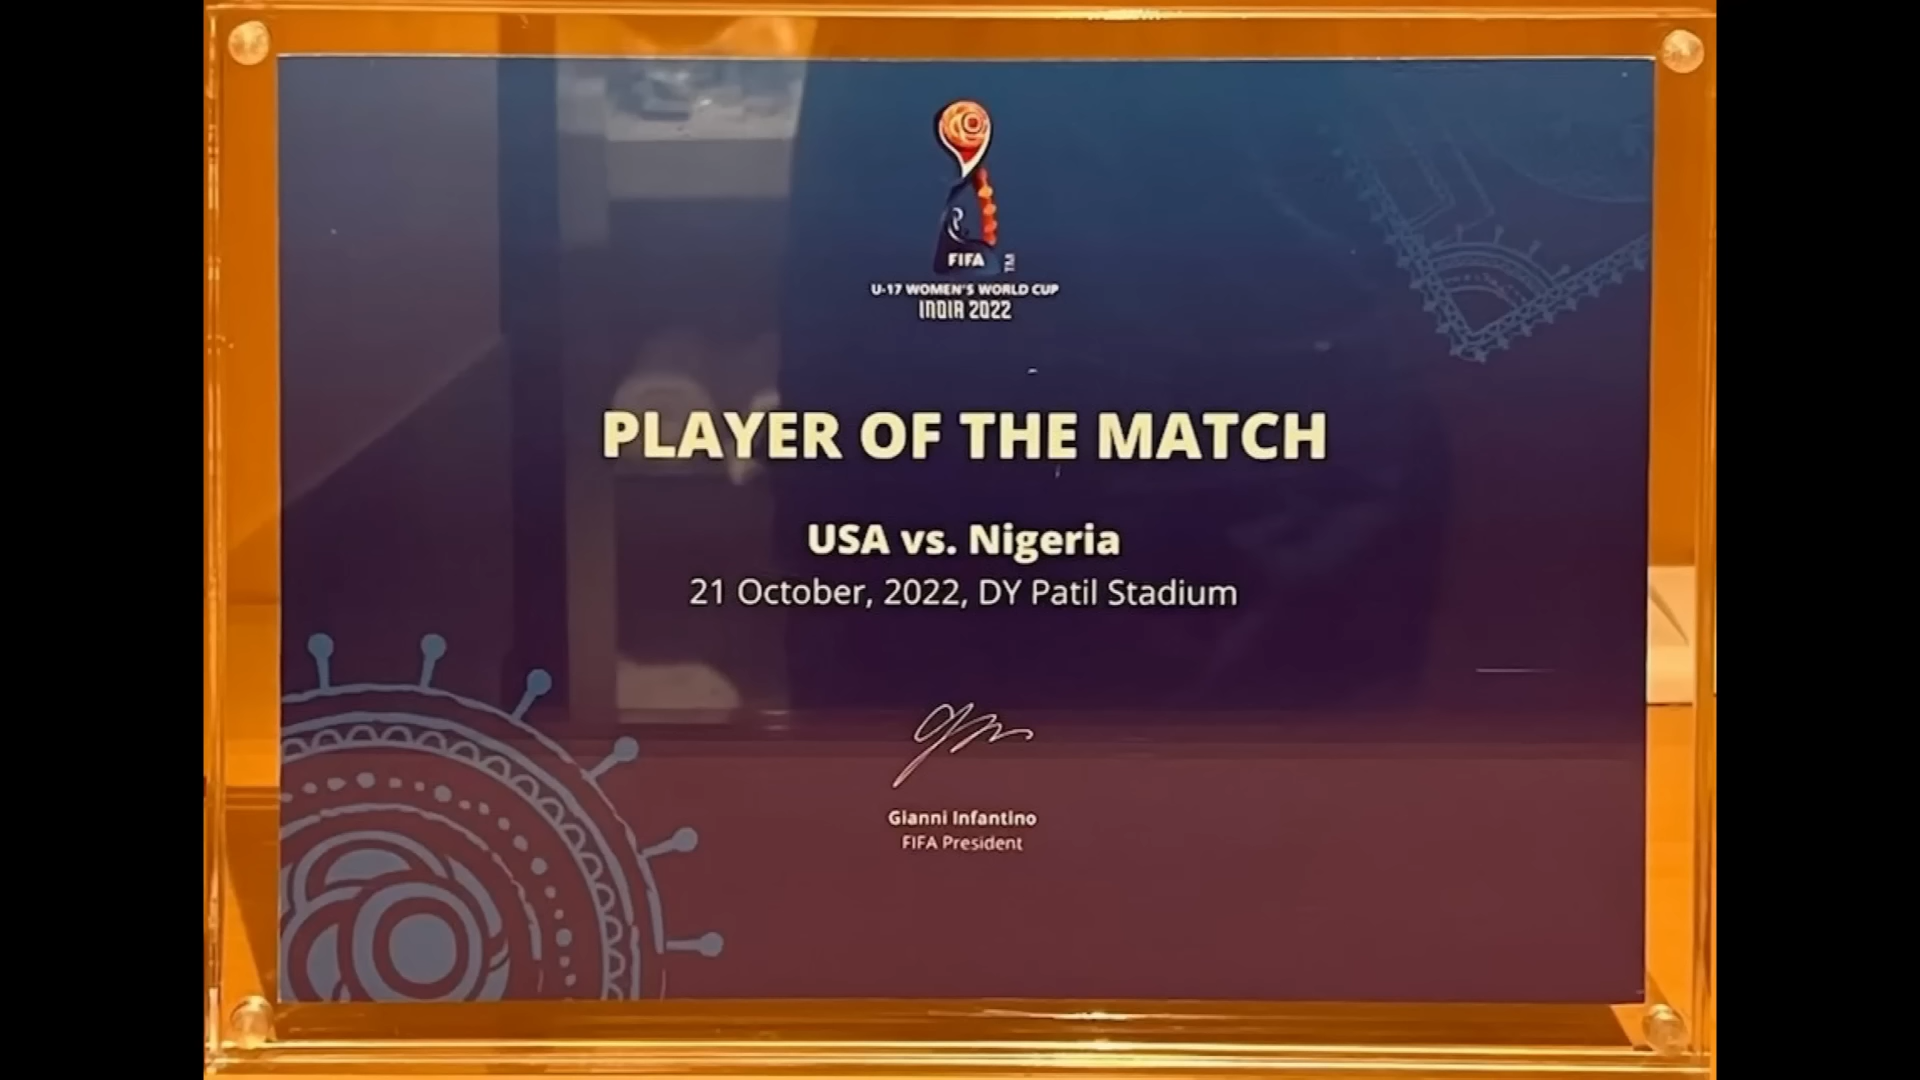 FIFA
TM
U-17 WOMEN'S WORLD CUP
INDIA 2022
PLAYER OF THE MATCH
USA vs. Nigeria
21 October, 2022, DY Patil Stadium
Gianni Infantino
FIFA President